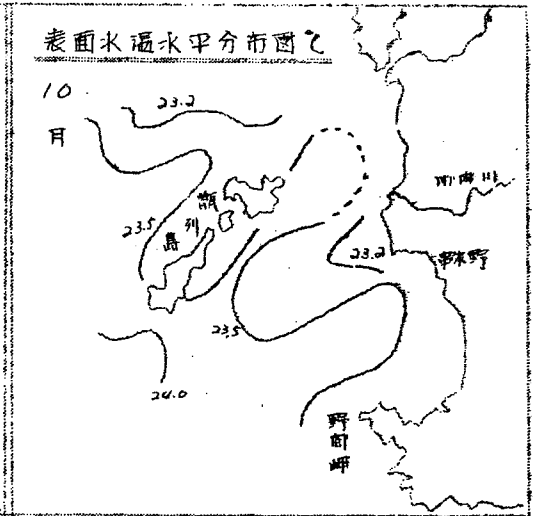 表面水温水平分布図 ℃
10
月
23.2
23.5
甑
列
島
川内川
串木野
23.2
23.5
24.0
野間岬